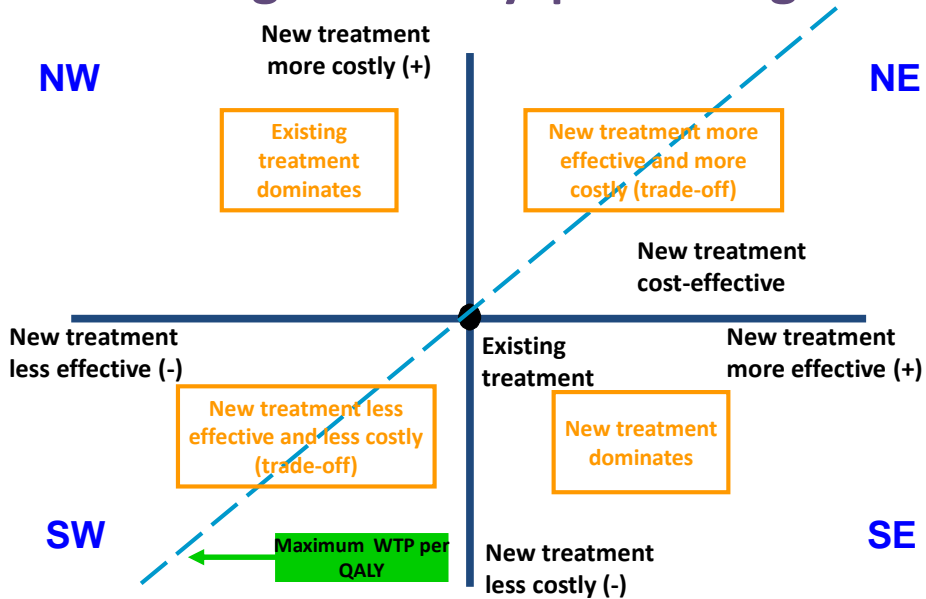 New treatment
more costly (+)
NW
NE
Existing
treatment
dominates
New treatment more
effective and more
costly (trade-off)
New treatment
cost-effective
New treatment
less effective (-)
Existing
treatment
New treatment
more effective (+)
New treatment less
effective and less costly
(trade-off)
New treatment
dominates
SW
SE
Maximum WTP per
QALY
New treatment
less costly (-)